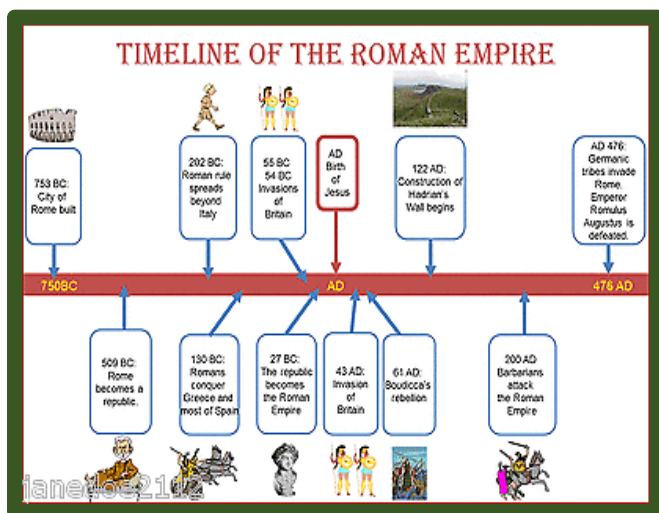 TIMELINE OF THE ROMAN EMPIRE
753 BC:
City of
Rome built
202 BC:
Roman rule
spreads
beyond
Italy
55 BC
54 BC
Invasions
of
Britain
AD
Birth
of
Jesus
122 AD:
Construction of
Hadrian's
Wall begins
AD 476:
Germanic
tribes invade
Rome.
Emperor
Romulus
Augustus is
defeated.
750BC
AD
476 AD
509 BC:
Rome
becomes a
republic.
130 BC:
Romans
conquer
Greece and
most of Spain
27 BC:
The republic
becomes
the Roman
Empire
43 AD:
Invasion
of
Britain
61 AD:
Boudicca's
rebellion
200 AD
Barbarians
attack
the Roman
Empire
janedoe2112